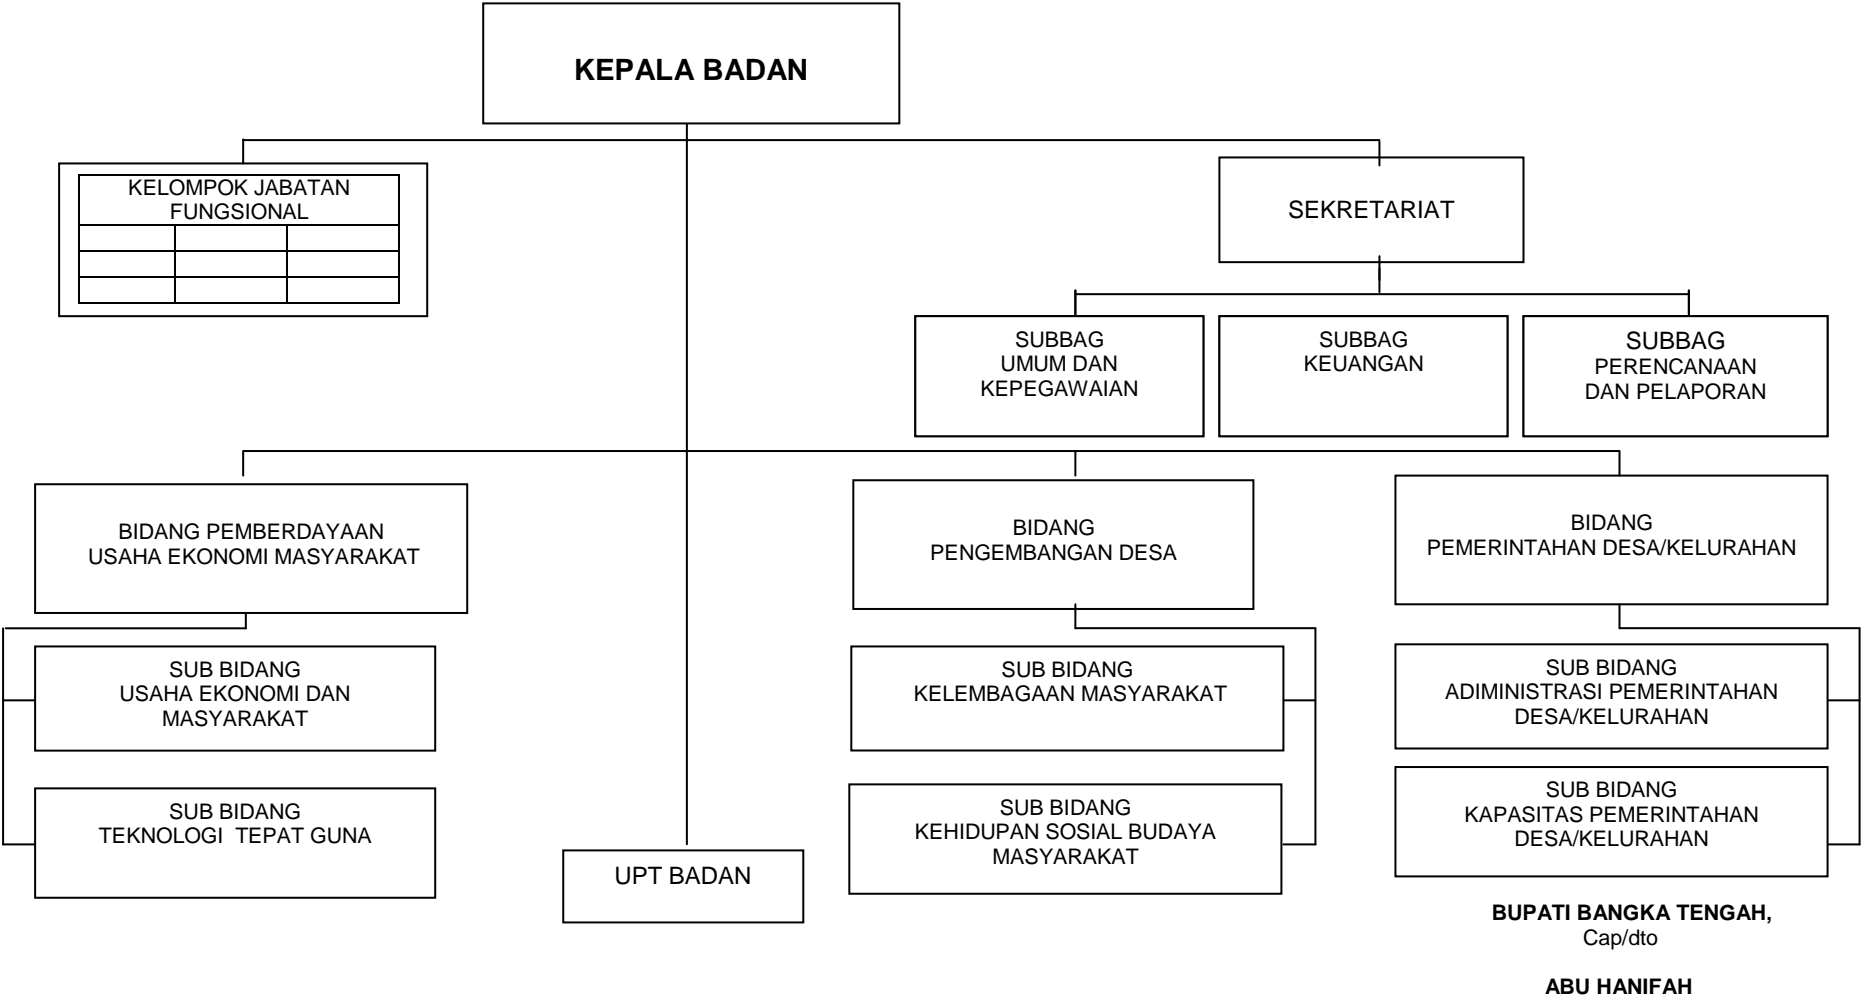 KEPALA BADAN
KELOMPOK JABATAN
FUNGSIONAL
SEKRETARIAT
SUBBAG
UMUM DAN
KEPEGAWAIAN
SUBBAG
KEUANGAN
SUBBAG
PERENCANAAN
DAN PELAPORAN
BIDANG PEMBERDAYAAN
USAHA EKONOMI MASYARAKAT
BIDANG
PENGEMBANGAN DESA
BIDANG
PEMERINTAHAN DESA/KELURAHAN
SUB BIDANG
USAHA EKONOMI DAN
MASYARAKAT
SUB BIDANG
KELEMBAGAAN MASYARAKAT
SUB BIDANG
ADIMINISTRASI PEMERINTAHAN
DESA/KELURAHAN
SUB BIDANG
TEKNOLOGI  TEPAT GUNA
SUB BIDANG
KEHIDUPAN SOSIAL BUDAYA
MASYARAKAT
SUB BIDANG
KAPASITAS PEMERINTAHAN
DESA/KELURAHAN
UPT BADAN
BUPATI BANGKA TENGAH,
Cap/dto
ABU HANIFAH